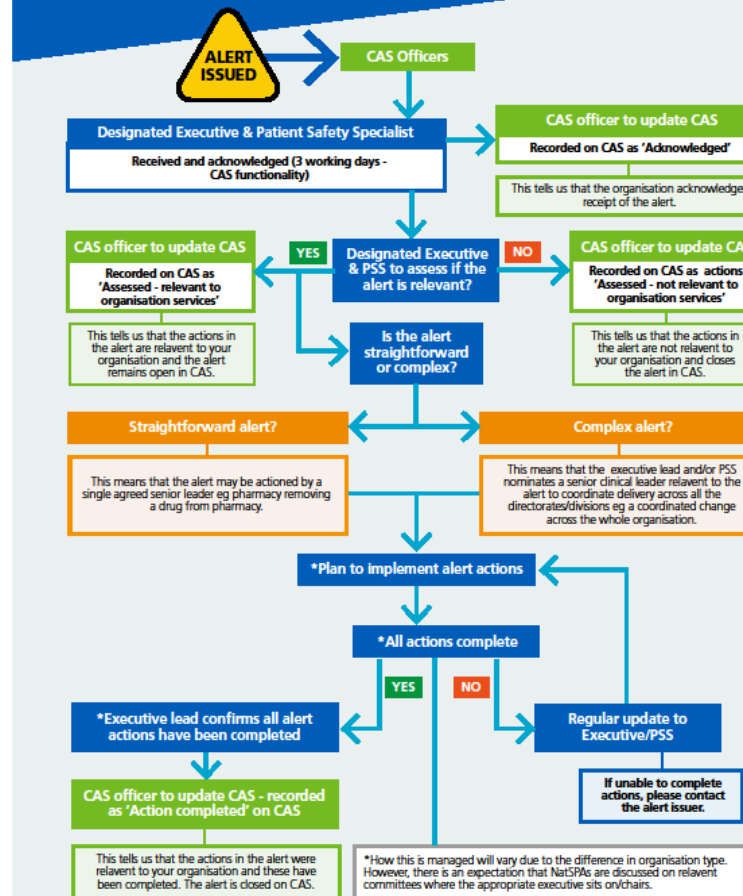 ALERT
ISSUED
CAS Officers
Designated Executive & Patient Safety Specialist
Received and acknowledged (3 working days -
CAS functionality)
CAS officer to update CAS
Recorded on CAS as 'Acknowledged'
This tells us that the organisation acknowledge
receipt of the alert.
CAS officer to update CAS
Recorded on CAS as
'Assessed - relevant to
organisation services'
This tells us that the actions in
the alert are relavent to your
organisation and the alert
remains open in CAS.
YES
Designated Executive
& PSS to assess if the
alert is relevant?
NO
CAS officer to update CA
Recorded on CAS as actions
'Assessed - not relevant to
organisation services'
This tells us that the actions in
the alert are not relavent to
your organisation and closes
the alert in CAS.
Is the alert
straightforward
or complex?
Straightforward alert?
This means that the alert may be actioned by a
single agreed senior leader eg pharmacy removing
a drug from pharmacy.
Complex alert?
This means that the executive lead and/or PSS
nominates a senior clinical leader relavent to the
alert to coordinate delivery across all the
directorates/divisions eg a coordinated change
across the whole organisation.
*Plan to implement alert actions
*All actions complete
YES
NO
*Executive lead confirms all alert
actions have been completed
Regular update to
Executive/PSS
If unable to complete
actions, please contact
the alert issuer.
CAS officer to update CAS - recorded
as 'Action completed' on CAS
This tells us that the actions in the alert were
relavent to your organisation and these have
been completed. The alert is closed on CAS.
*How this is managed will vary due to the difference in organisation type.
However, there is an expectation that NatSPAs are discussed on relavent
committees where the appropriate executive sits on/chairs.